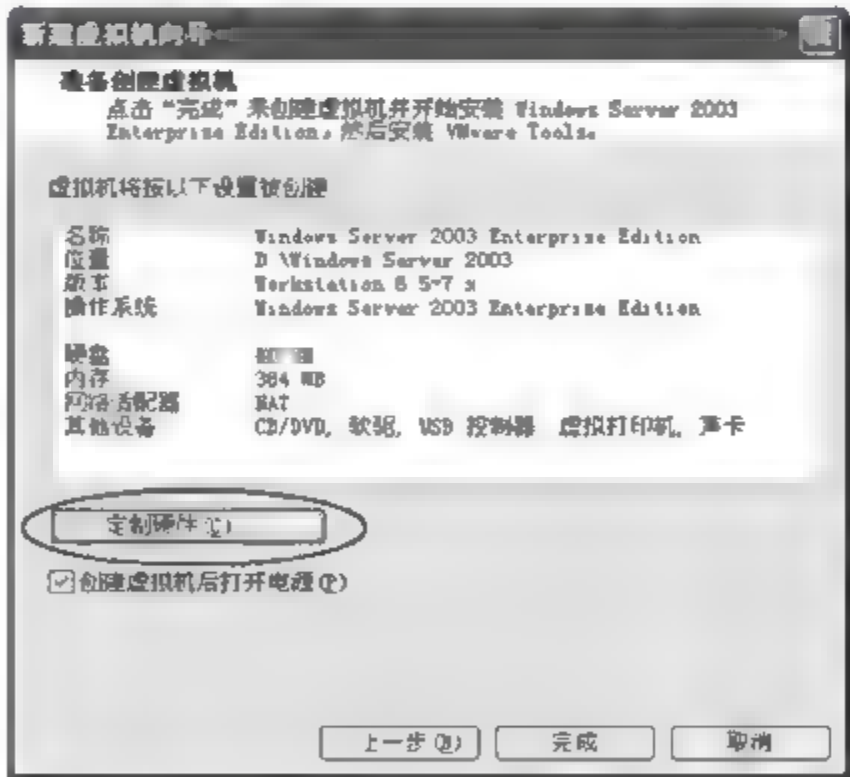 新建虚拟机向导
准备创建虚拟机
点击“完成”来创建虚拟机并开始安装 Windows Server 2003
Enterprise Edition。然后安装 VMware Tools。
虚拟机将按以下设置被创建
名称 Windows Server 2003 Enterprise Edition
位置 D \Windows Server 2003
版本 Workstation 6 5-7 x
操作系统 Windows Server 2003 Enterprise Edition
硬盘
内存 384 MB
网络适配器 NAT
其他设备 CD/DVD, 软驱, USB 控制器 虚拟打印机, 声卡
定制硬件(C)
创建虚拟机后打开电源(P)
上一步(B) 完成 取消